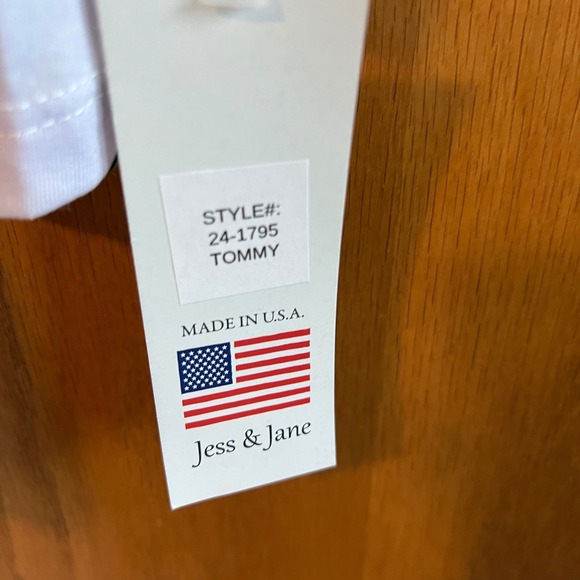 STYLE#:
24-1795
TOMMY
MADE IN U.S.A.
Jess & Jane